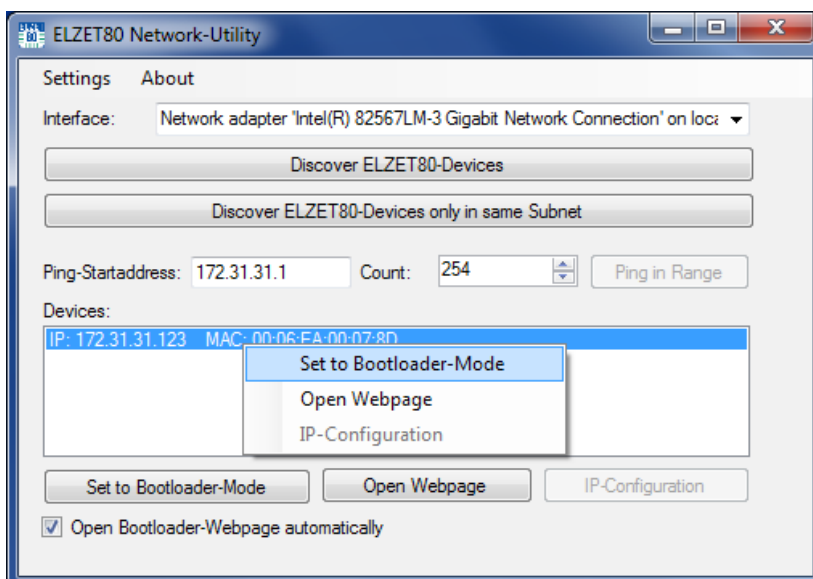 ELZET80 Network-Utility
Settings About
Interface: Network adapter 'Intel(R) 82567LM-3 Gigabit Network Connection' on loca
Discover ELZET80-Devices
Discover ELZET80-Devices only in same Subnet
Ping-Startaddress: 172.31.31.1 Count: 254 Ping in Range
Devices:
IP: 172.31.31.123 MAC: 00:06:EA:00:07:8D
Set to Bootloader-Mode
Open Webpage
IP-Configuration
Set to Bootloader-Mode Open Webpage IP-Configuration
Open Bootloader-Webpage automatically